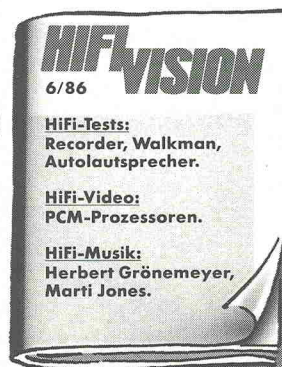 HIFI VISION
6/86
HiFi-Tests:
Recorder, Walkman,
Autolautsprecher.
HiFi-Video:
PCM-Prozessoren.
HiFi-Musik:
Herbert Grönemeyer,
Marti Jones.